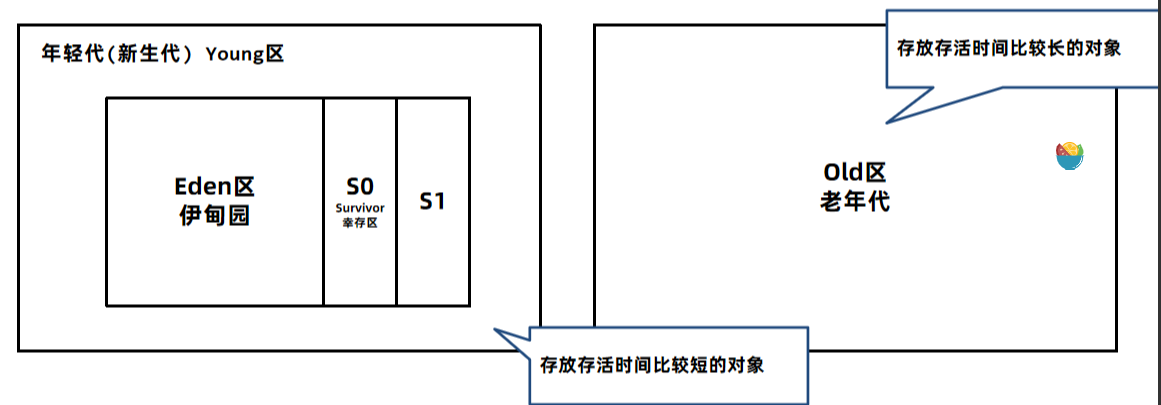 年轻代(新生代) Young区
存放存活时间比较长的对象
Eden区
伊甸园
S0
Survivor
幸存区
S1
Old区
老年代
存放存活时间比较短的对象